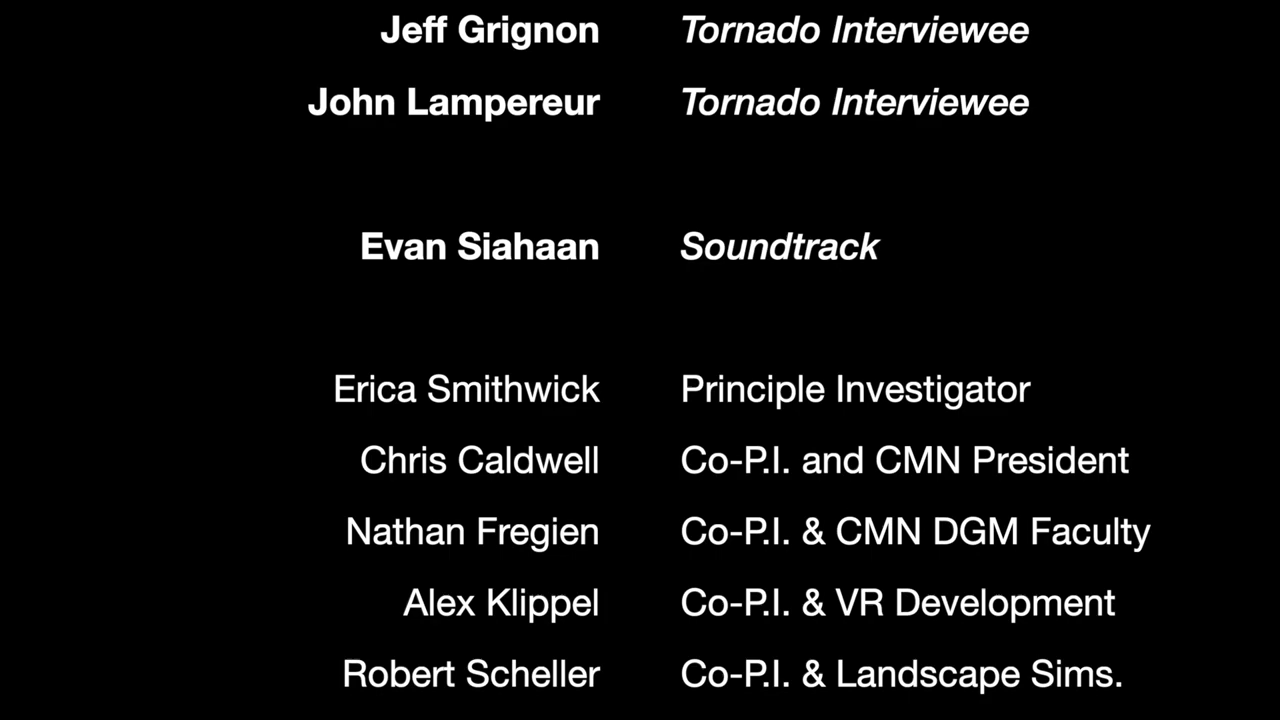 Jeff Grignon Tornado Interviewee
John Lampereur Tornado Interviewee
Evan Siahaan Soundtrack
Erica Smithwick Principle Investigator
Chris Caldwell Co-P.I. and CMN President
Nathan Fregien Co-P.I. & CMN DGM Faculty
Alex Klippel Co-P.I. & VR Development
Robert Scheller Co-P.I. & Landscape Sims.